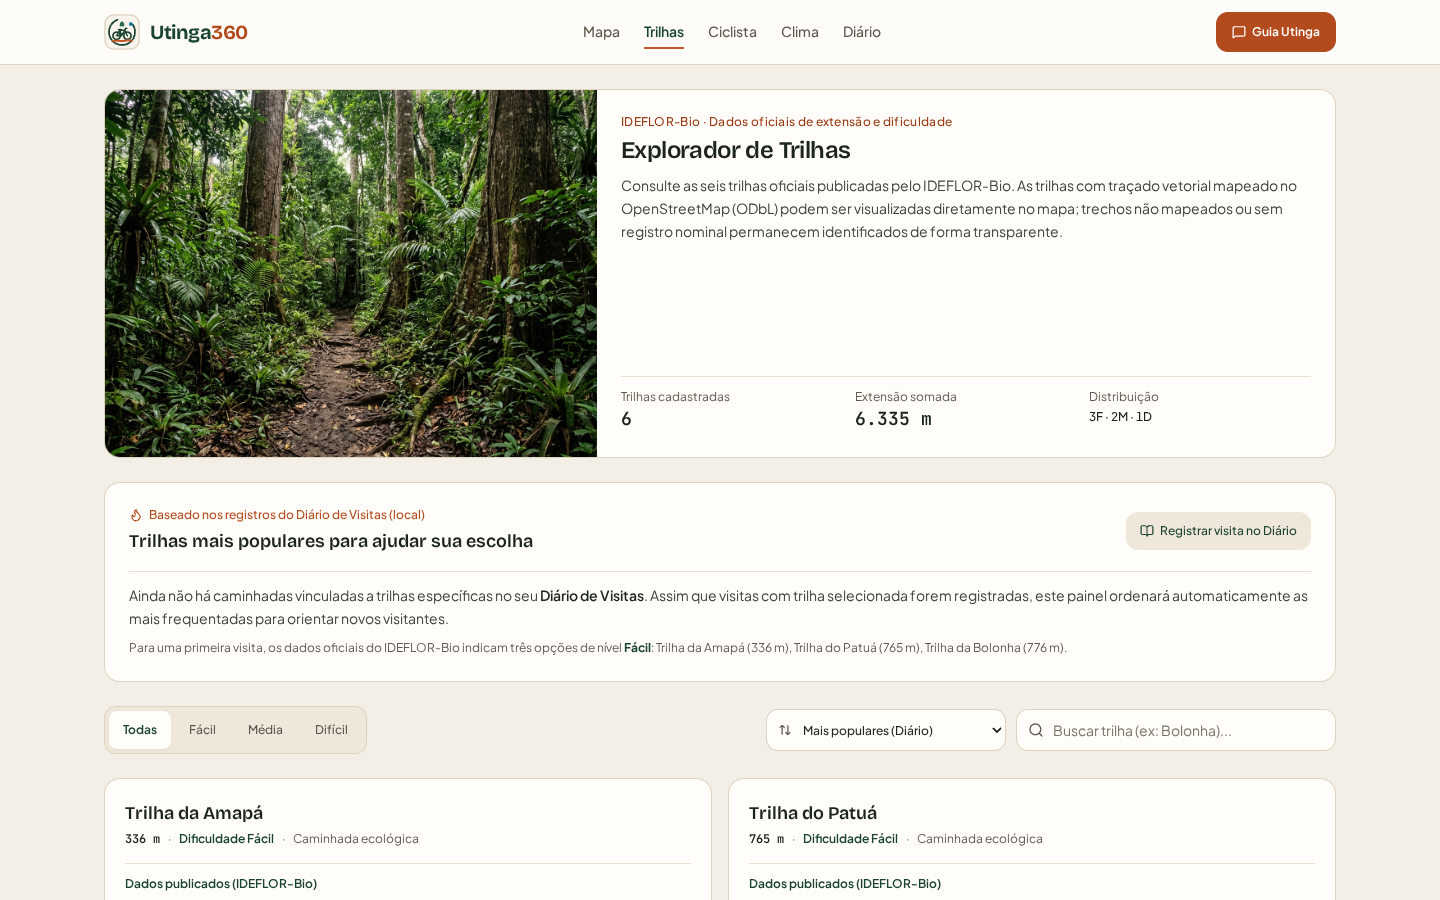 Utinga360
Mapa
Trilhas
Ciclista
Clima
Diário
Guia Utinga
IDEFLOR-Bio · Dados oficiais de extensão e dificuldade
Explorador de Trilhas
Consulte as seis trilhas oficiais publicadas pelo IDEFLOR-Bio. As trilhas com traçado vetorial mapeado no
OpenStreetMap (ODbL) podem ser visualizadas diretamente no mapa; trechos não mapeados ou sem
registro nominal permanecem identificados de forma transparente.
Trilhas cadastradas
6
Extensão somada
6.335 m
Distribuição
3F · 2M · 1D
Baseado nos registros do Diário de Visitas (local)
Trilhas mais populares para ajudar sua escolha
Registrar visita no Diário
Ainda não há caminhadas vinculadas a trilhas específicas no seu Diário de Visitas. Assim que visitas com trilha selecionada forem registradas, este painel ordenará automaticamente as
mais frequentadas para orientar novos visitantes.
Para uma primeira visita, os dados oficiais do IDEFLOR-Bio indicam três opções de nível Fácil: Trilha da Amapá (336 m), Trilha do Patuá (765 m), Trilha da Bolonha (776 m).
Todas
Fácil
Média
Difícil
Mais populares (Diário)
Buscar trilha (ex: Bolonha)...
Trilha da Amapá
336 m · Dificuldade Fácil · Caminhada ecológica
Dados publicados (IDEFLOR-Bio)
Trilha do Patuá
765 m · Dificuldade Fácil · Caminhada ecológica
Dados publicados (IDEFLOR-Bio)